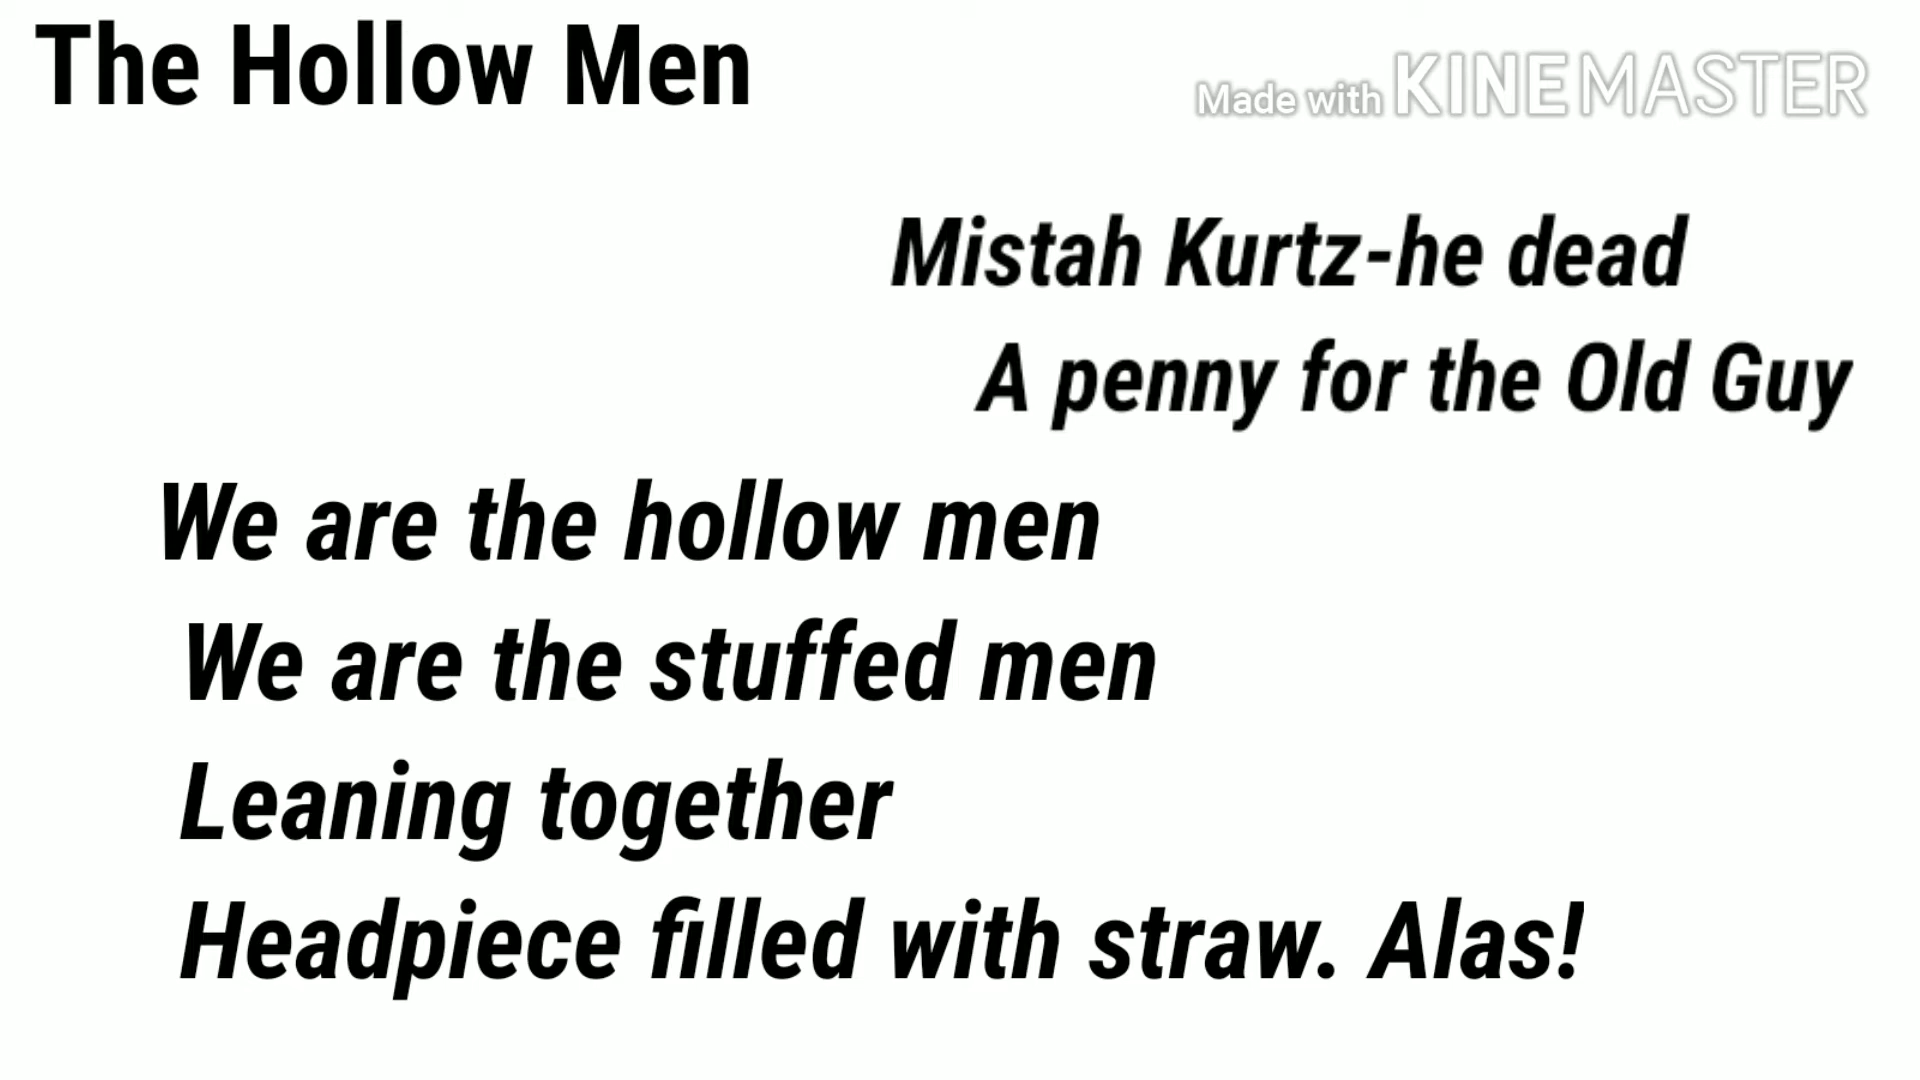 The Hollow Men
Made with KINEMASTER
Mistah Kurtz-he dead
A penny for the Old Guy
We are the hollow men
We are the stuffed men
Leaning together
Headpiece filled with straw. Alas!